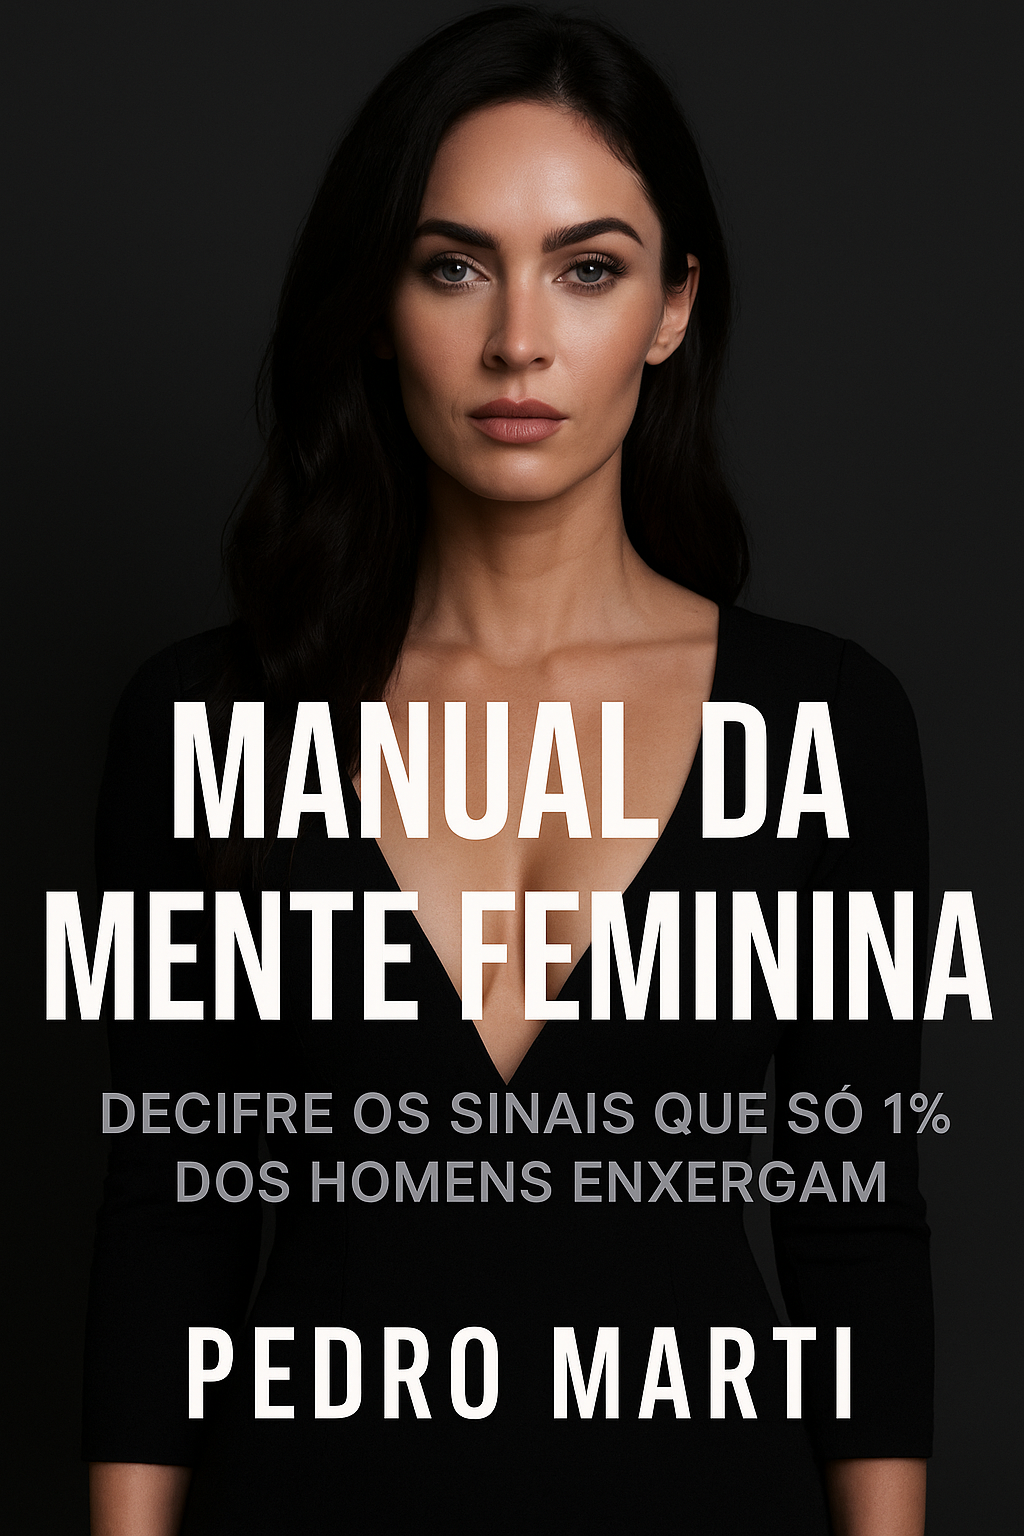 MANUAL DA
MENTE FEMININA
DECIFRE OS SINAIS QUE SÓ 1%
DOS HOMENS ENXERGAM
PEDRO MARTI